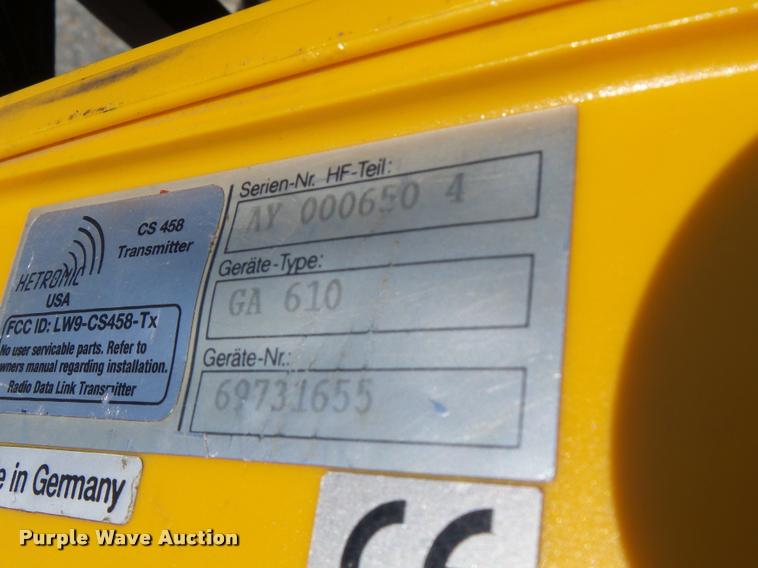 HETRONIC
USA
CS 458
Transmitter
FCC ID: LW9-CS458-Tx
No user servicable parts. Refer to
owners manual regarding installation.
Radio Data Link Transmitter
Serien-Nr. HF-Teil:
AY 000650 4
Geräte-Type:
GA 610
Geräte-Nr.:
69731655
e in Germany
CE
Purple Wave Auction